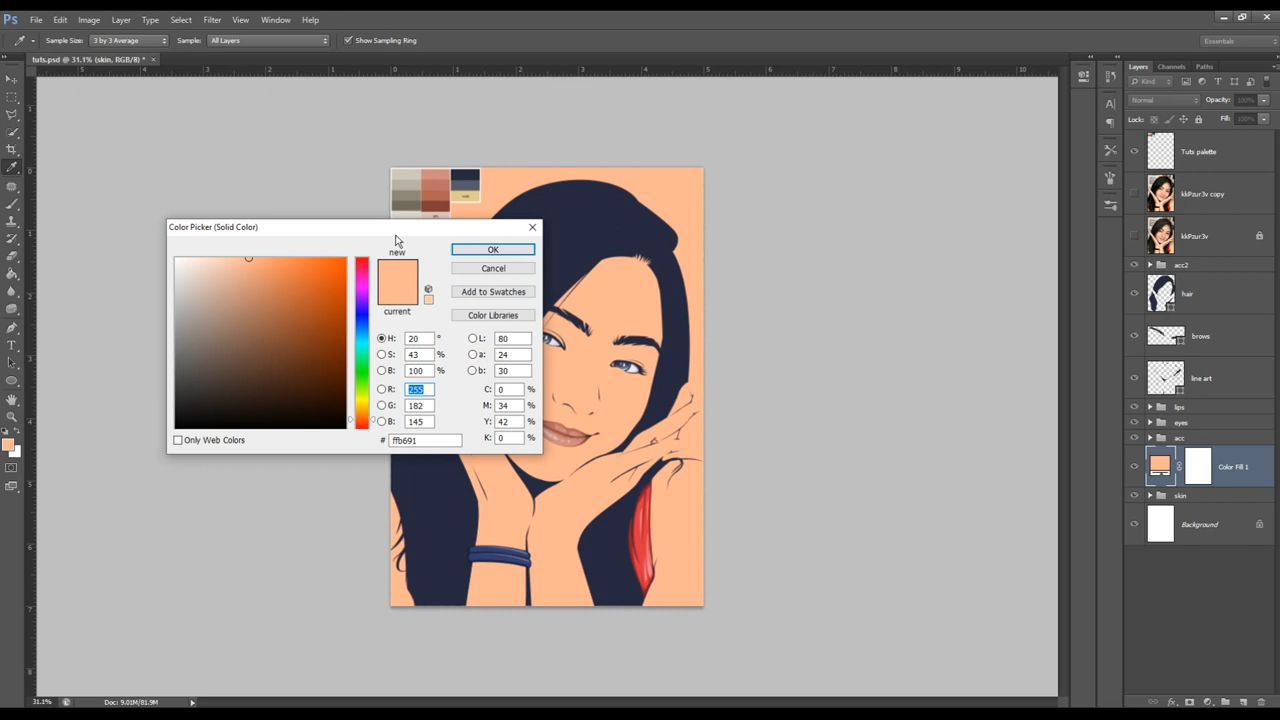 Ps File Edit Image Layer Type Select Filter View Window Help
Sample Size: 3 by 3 Average Sample: All Layers Show Sampling Ring Essentials
tuts.psd @ 31.1% (skin, RGB/8) * ×
Layers Channels Paths
Kind
Normal Opacity: 100%
Lock: Fill: 100%
Tuts palette
kkPzur3v copy
kkPzur3v
acc2
hair
brows
line art
lips
eyes
acc
Color Fill 1
skin
Background
Color Picker (Solid Color)
new
current
OK
Cancel
Add to Swatches
Color Libraries
H: 20 ° L: 80
S: 43 % a: 24
B: 100 % b: 30
R: 255 C: 0 %
G: 182 M: 34 %
B: 145 Y: 42 %
# ffb691 K: 0 %
Only Web Colors
31.1% Doc: 9.01M/81.9M